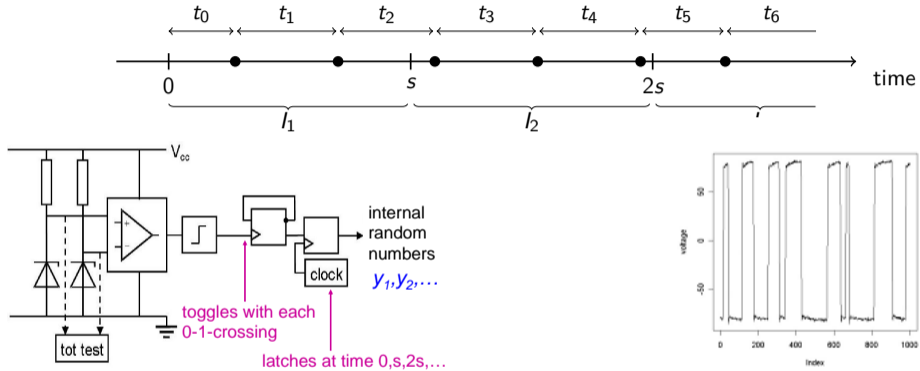 t0 t1 t2 t3 t4 t5 t6
0 s 2s time
I1 I2
Vcc
+
−
internal
random
numbers
y1,y2,...
clock
toggles with each
0-1-crossing
tot test
latches at time 0,s,2s,...
voltage
50
0
-50
0 200 400 600 800 1000
Index